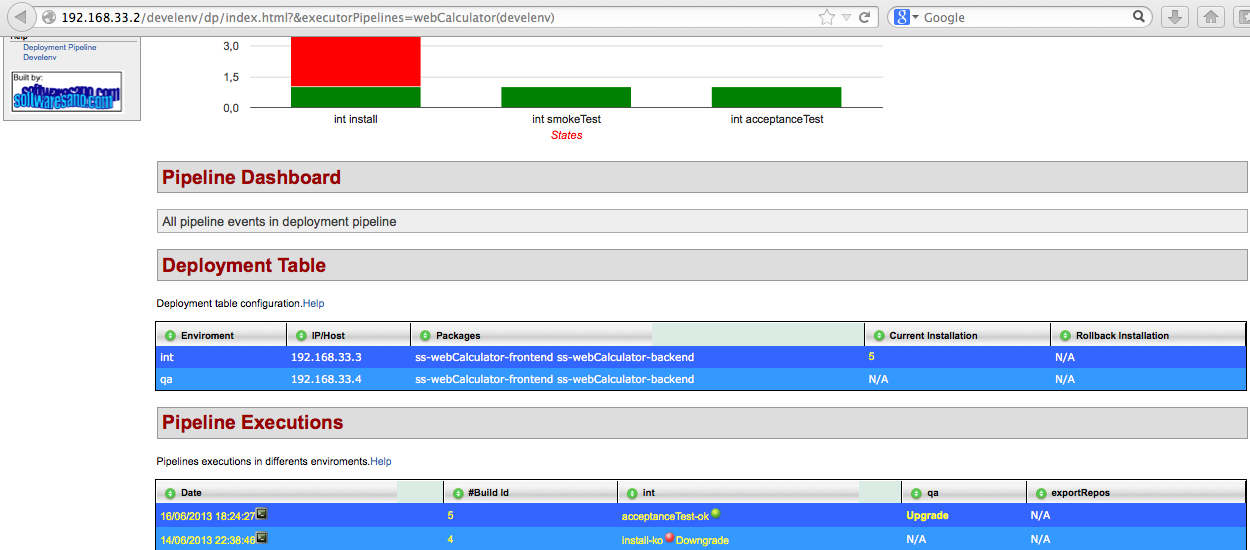 192.168.33.2/develenv/dp/index.html?&executorPipelines=webCalculator(develenv)
Google
Help
Deployment Pipeline
Develenv
Built by:
softwaresano.com
3,0
1,5
0,0
int install
int smokeTest
int acceptanceTest
States
Pipeline Dashboard
All pipeline events in deployment pipeline
Deployment Table
Deployment table configuration.Help
Enviroment IP/Host Packages Current Installation Rollback Installation
int 192.168.33.3 ss-webCalculator-frontend ss-webCalculator-backend 5 N/A
qa 192.168.33.4 ss-webCalculator-frontend ss-webCalculator-backend N/A N/A
Pipeline Executions
Pipelines executions in differents enviroments.Help
Date #Build Id int qa exportRepos
16/06/2013 18:24:27 5 acceptanceTest-ok Upgrade N/A
14/06/2013 22:38:46 4 install-ko Downgrade N/A N/A